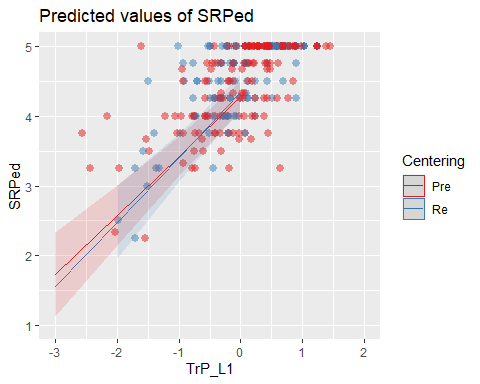 Predicted values of SRPed
5
4
3
2
1
SRPed
-3
-2
-1
0
1
2
TrP_L1
Centering
Pre
Re